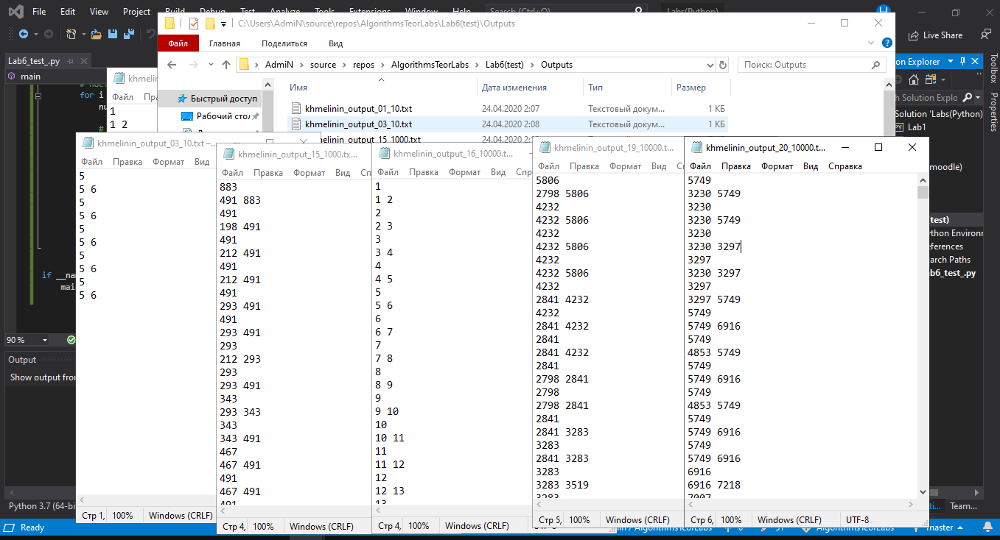 File Edit View Project Build Debug Test Analyze Tools Extensions Window Help Search (Ctrl+Q) Labs(Python)
Live Share
C:\Users\AdmiN\source\repos\AlgorithmsTeorLabs\Lab6(test)\Outputs
Файл Главная Поделиться Вид
AdmiN > source > repos > AlgorithmsTeorLabs > Lab6(test) > Outputs
Поиск: Outputs
Имя Дата изменения Тип Размер
Быстрый доступ
Рабочий стол
khmelinin_output_01_10.txt 24.04.2020 2:07 Текстовый докум... 1 КБ
khmelinin_output_03_10.txt 24.04.2020 2:08 Текстовый докум... 1 КБ
khmelinin_output_15_1000.txt
Lab6_test_.py
main
for i
nu
#
if __na
mai
90 %
Output
Show output from
Python 3.7 (64-bi
Ready
khmelin
Файл
1
1 2
khmelinin_output_03_10.txt –
Файл Правка Формат Вид
5
5 6
5
5 6
5
5 6
5
5 6
5
5 6
Стр 1, 100% Windows (CRLF)
khmelinin_output_15_1000.tx...
Файл Правка Формат Вид Сп
883
491 883
491
198 491
491
212 491
491
212 491
491
293 491
491
293 491
293
212 293
293
293 491
343
293 343
343
343 491
467
467 491
491
467 491
491
Стр 4, 100% Windows (CRLF)
khmelinin_output_16_10000.t...
Файл Правка Формат Вид Спр
1
1 2
2
2 3
3
3 4
4
4 5
5
5 6
6
6 7
7
7 8
8
8 9
9
9 10
10
10 11
11
11 12
12
12 13
13
Стр 4, 100% Windows (CRLF)
khmelinin_output_19_10000.t...
Файл Правка Формат Вид
5806
2798 5806
4232
4232 5806
4232
4232 5806
4232
4232 5806
4232
2841 4232
4232
2841 4232
2841
2841 4232
2841
2798 2841
2798
2798 2841
2841
2841 3283
3283
2841 3283
3283
3283 3519
3283
Стр 5, 100% Windows (CRLF)
khmelinin_output_20_10000.t...
Файл Правка Формат Вид Справка
5749
3230 5749
3230
3230 5749
3230
3230 3297
3297
3230 3297
3297
3297 5749
5749
5749 6916
5749
4853 5749
5749
5749 6916
5749
4853 5749
5749
5749 6916
5749
5749 6916
6916
6916 7218
7007
Стр 6, 100% Windows (CRLF) UTF-8
on Explorer
h Solution Explo
Solution 'Labs(Python)
Lab1
moodle)
test)
ython Environm
eferences
arch Paths
ab6_test_.py
Team...
Toolbox
Properties
AlgorithmsTeorLabs
master